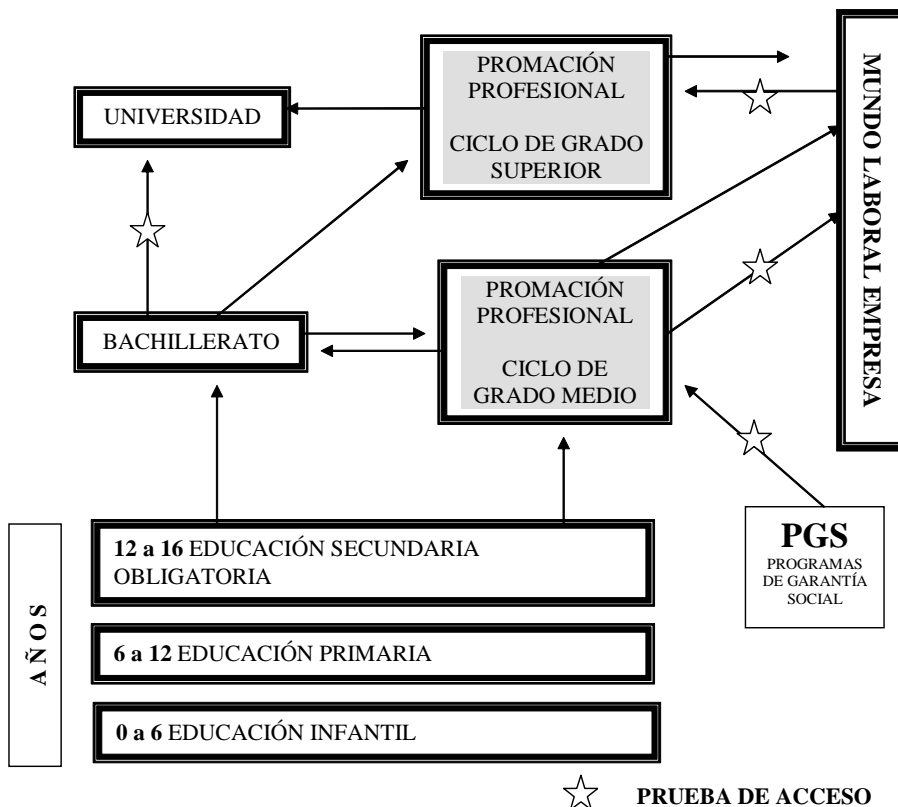 PROMACIÓN
PROFESIONAL
CICLO DE GRADO
SUPERIOR
UNIVERSIDAD
MUNDO LABORAL EMPRESA
PROMACIÓN
PROFESIONAL
CICLO DE
GRADO MEDIO
BACHILLERATO
PGS
PROGRAMAS
DE GARANTÍA
SOCIAL
AÑOS
12 a 16 EDUCACIÓN SECUNDARIA
OBLIGATORIA
6 a 12 EDUCACIÓN PRIMARIA
0 a 6 EDUCACIÓN INFANTIL
PRUEBA DE ACCESO